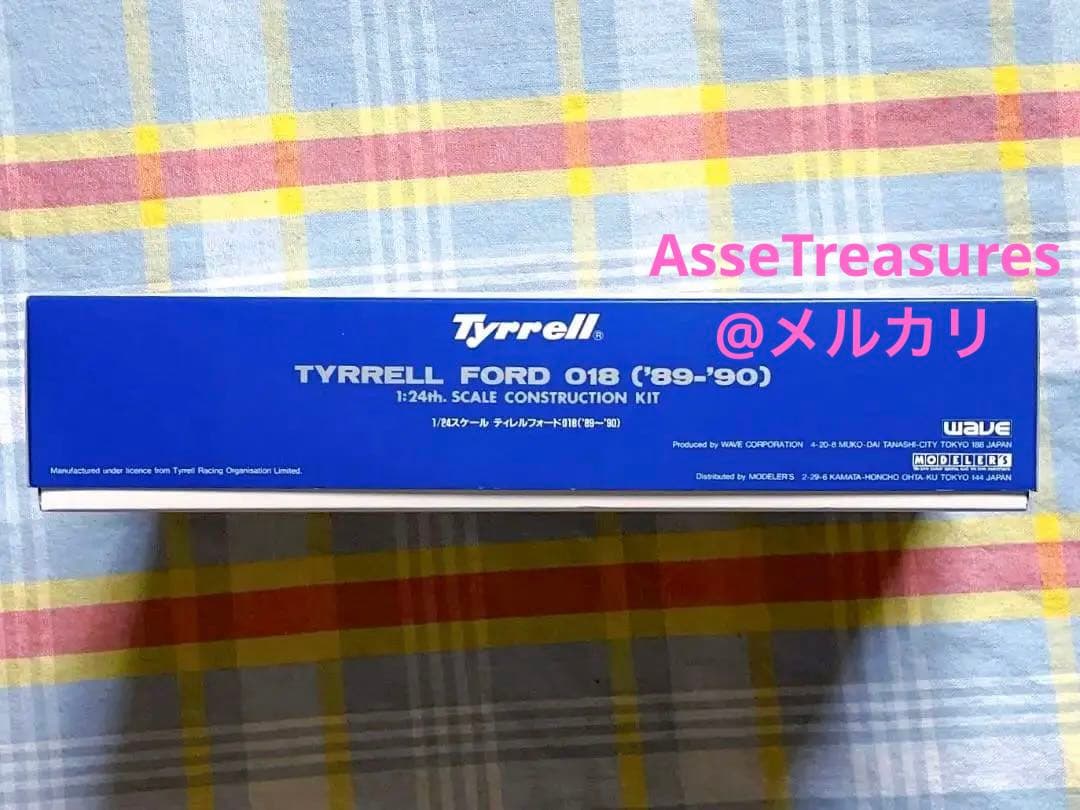 AsseTreasures
@メルカリ
Tyrrell®
TYRRELL FORD 018 ('89-'90)
1:24th. SCALE CONSTRUCTION KIT
1/24スケール ティレルフォード018('89〜'90)
wave
Produced by WAVE CORPORATION 4-20-8 MUKO-DAI TANASHI-CITY TOKYO 188 JAPAN
MODELER'S
Manufactured under licence from Tyrrell Racing Organisation Limited.
Distributed by MODELER'S 2-29-6 KAMATA-HONCHO OHTA-KU TOKYO 144 JAPAN